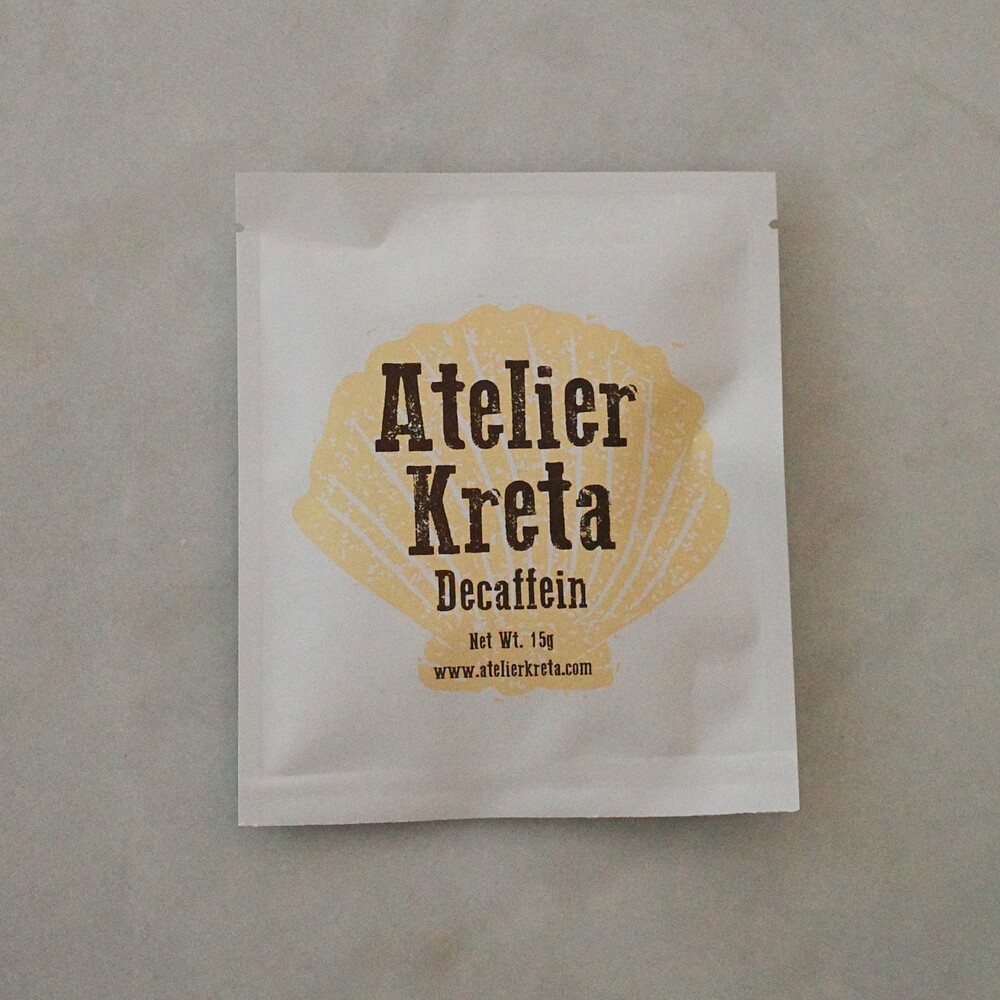 Atelier
Kreta
Decaffein
Net Wt. 15g
www.atelierkreta.com